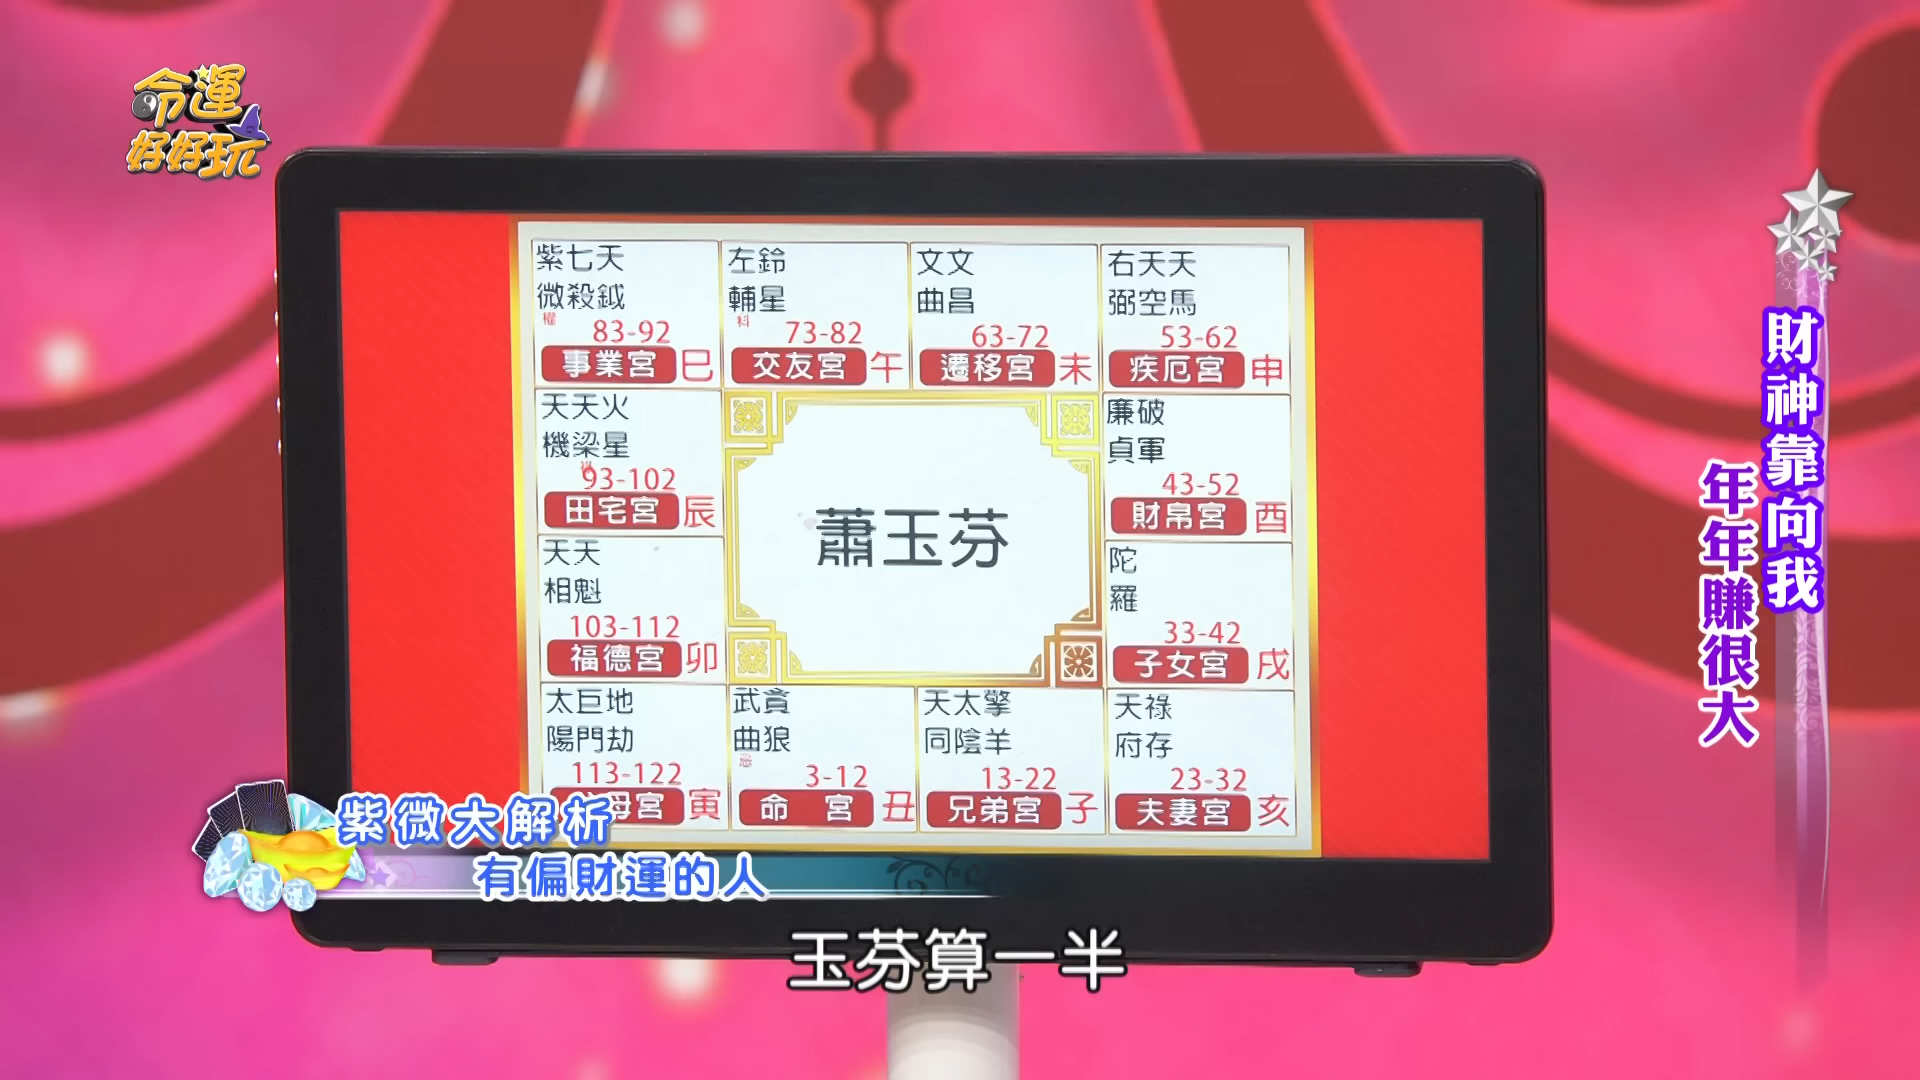 命運
好好玩
財神靠向我
年年賺很大
紫七天
微殺鉞
權
83-92
事業宮 巳
左鈴
輔星
科
73-82
交友宮 午
文文
曲昌
63-72
遷移宮 未
右天天
弼空馬
53-62
疾厄宮 申
天天火
機梁星
祿
93-102
田宅宮 辰
廉破
貞軍
43-52
財帛宮 酉
蕭玉芬
天天
相魁
103-112
福德宮 卯
陀
羅
33-42
子女宮 戌
太巨地
陽門劫
113-122
母宮 寅
武貪
曲狼
忌
3-12
命 宮 丑
天太擎
同陰羊
13-22
兄弟宮 子
天祿
府存
23-32
夫妻宮 亥
紫微大解析
有偏財運的人
玉芬算一半